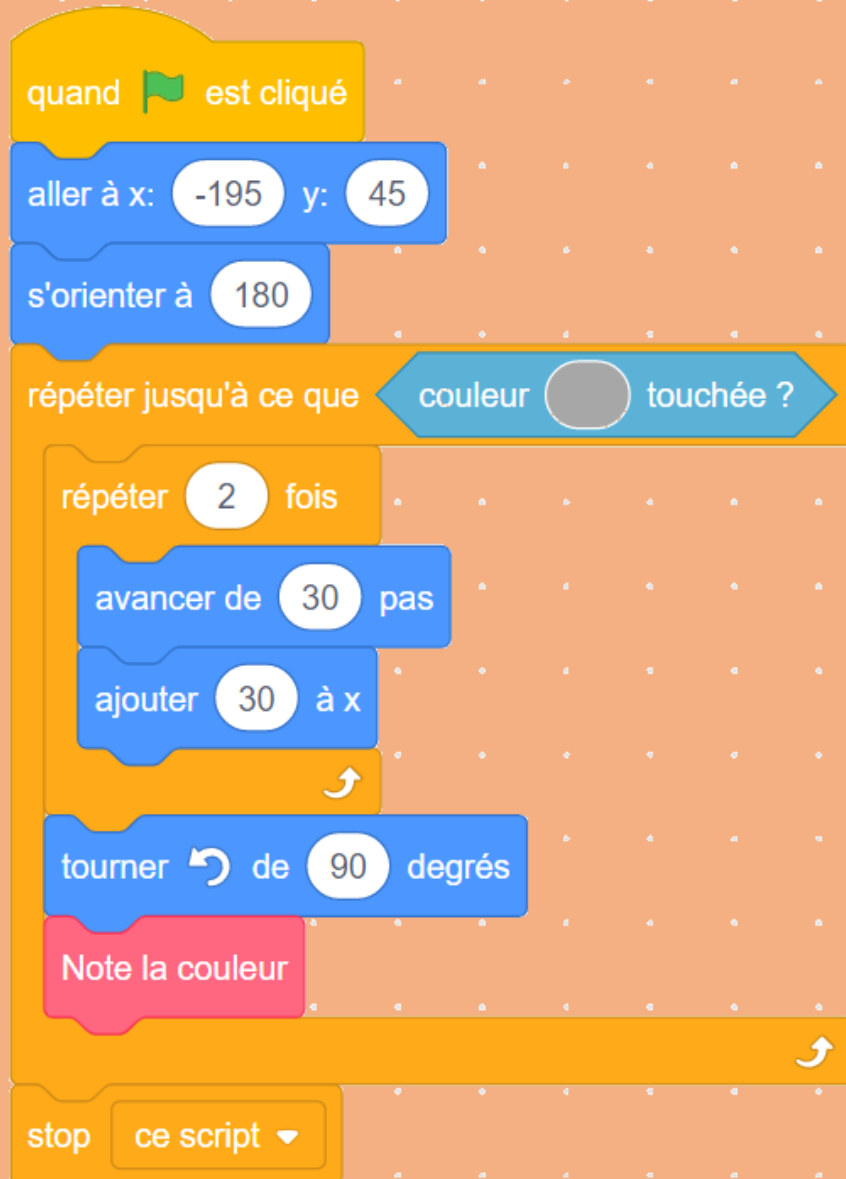 quand est cliqué
aller à x: -195 y: 45
s'orienter à 180
répéter jusqu'à ce que couleur touchée ?
répéter 2 fois
avancer de 30 pas
ajouter 30 à x
tourner de 90 degrés
Note la couleur
stop ce script